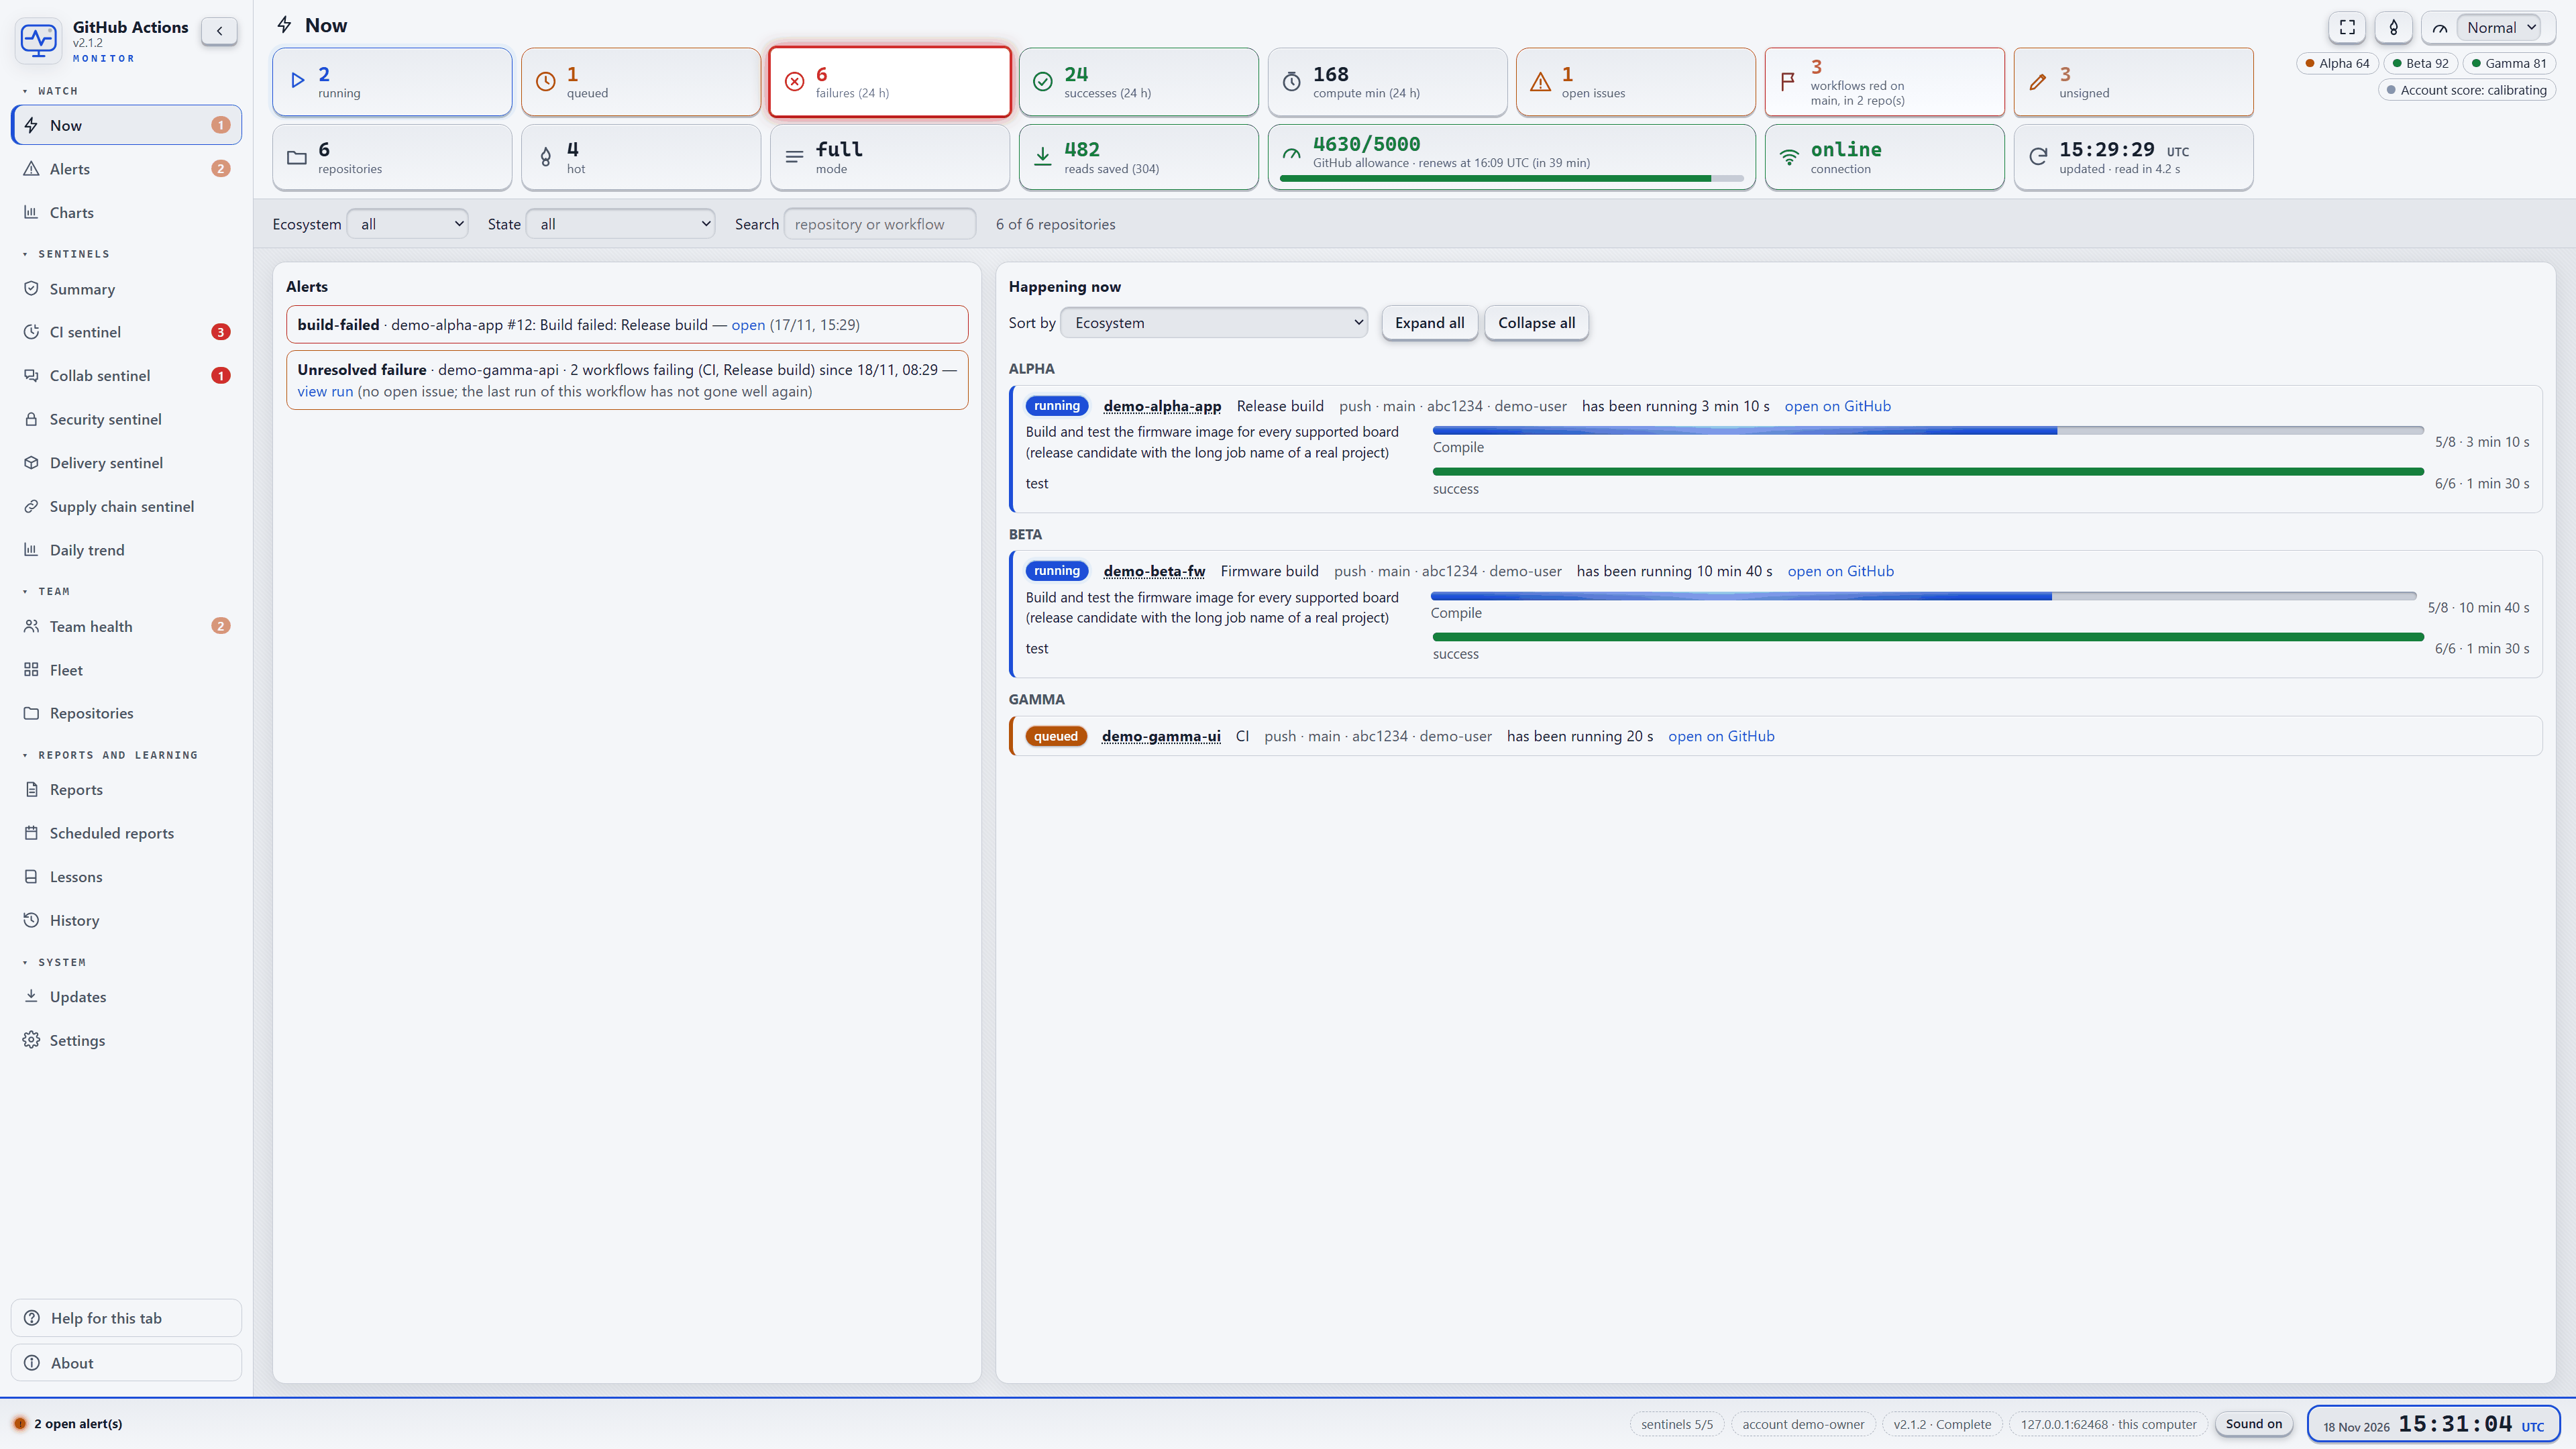 GitHub Actions
v2.1.2
MONITOR
WATCH
Now 1
Alerts 2
Charts
SENTINELS
Summary
CI sentinel 3
Collab sentinel 1
Security sentinel
Delivery sentinel
Supply chain sentinel
Daily trend
TEAM
Team health 2
Fleet
Repositories
REPORTS AND LEARNING
Reports
Scheduled reports
Lessons
History
SYSTEM
Updates
Settings
Help for this tab
About
Now
Normal
2
running
1
queued
6
failures (24 h)
24
successes (24 h)
168
compute min (24 h)
1
open issues
3
workflows red on
main, in 2 repo(s)
3
unsigned
Alpha 64
Beta 92
Gamma 81
Account score: calibrating
6
repositories
4
hot
full
mode
482
reads saved (304)
4630/5000
GitHub allowance · renews at 16:09 UTC (in 39 min)
online
connection
15:29:29 UTC
updated · read in 4.2 s
Ecosystem all State all Search repository or workflow 6 of 6 repositories
Alerts
build-failed · demo-alpha-app #12: Build failed: Release build — open (17/11, 15:29)
Unresolved failure · demo-gamma-api · 2 workflows failing (CI, Release build) since 18/11, 08:29 —
view run (no open issue; the last run of this workflow has not gone well again)
Happening now
Sort by Ecosystem Expand all Collapse all
ALPHA
running demo-alpha-app Release build push · main · abc1234 · demo-user has been running 3 min 10 s open on GitHub
Build and test the firmware image for every supported board
(release candidate with the long job name of a real project)
Compile
5/8 · 3 min 10 s
test
success
6/6 · 1 min 30 s
BETA
running demo-beta-fw Firmware build push · main · abc1234 · demo-user has been running 10 min 40 s open on GitHub
Build and test the firmware image for every supported board
(release candidate with the long job name of a real project)
Compile
5/8 · 10 min 40 s
test
success
6/6 · 1 min 30 s
GAMMA
queued demo-gamma-ui CI push · main · abc1234 · demo-user has been running 20 s open on GitHub
2 open alert(s)
sentinels 5/5
account demo-owner
v2.1.2 · Complete
127.0.0.1:62468 · this computer
Sound on
18 Nov 2026 15:31:04 UTC